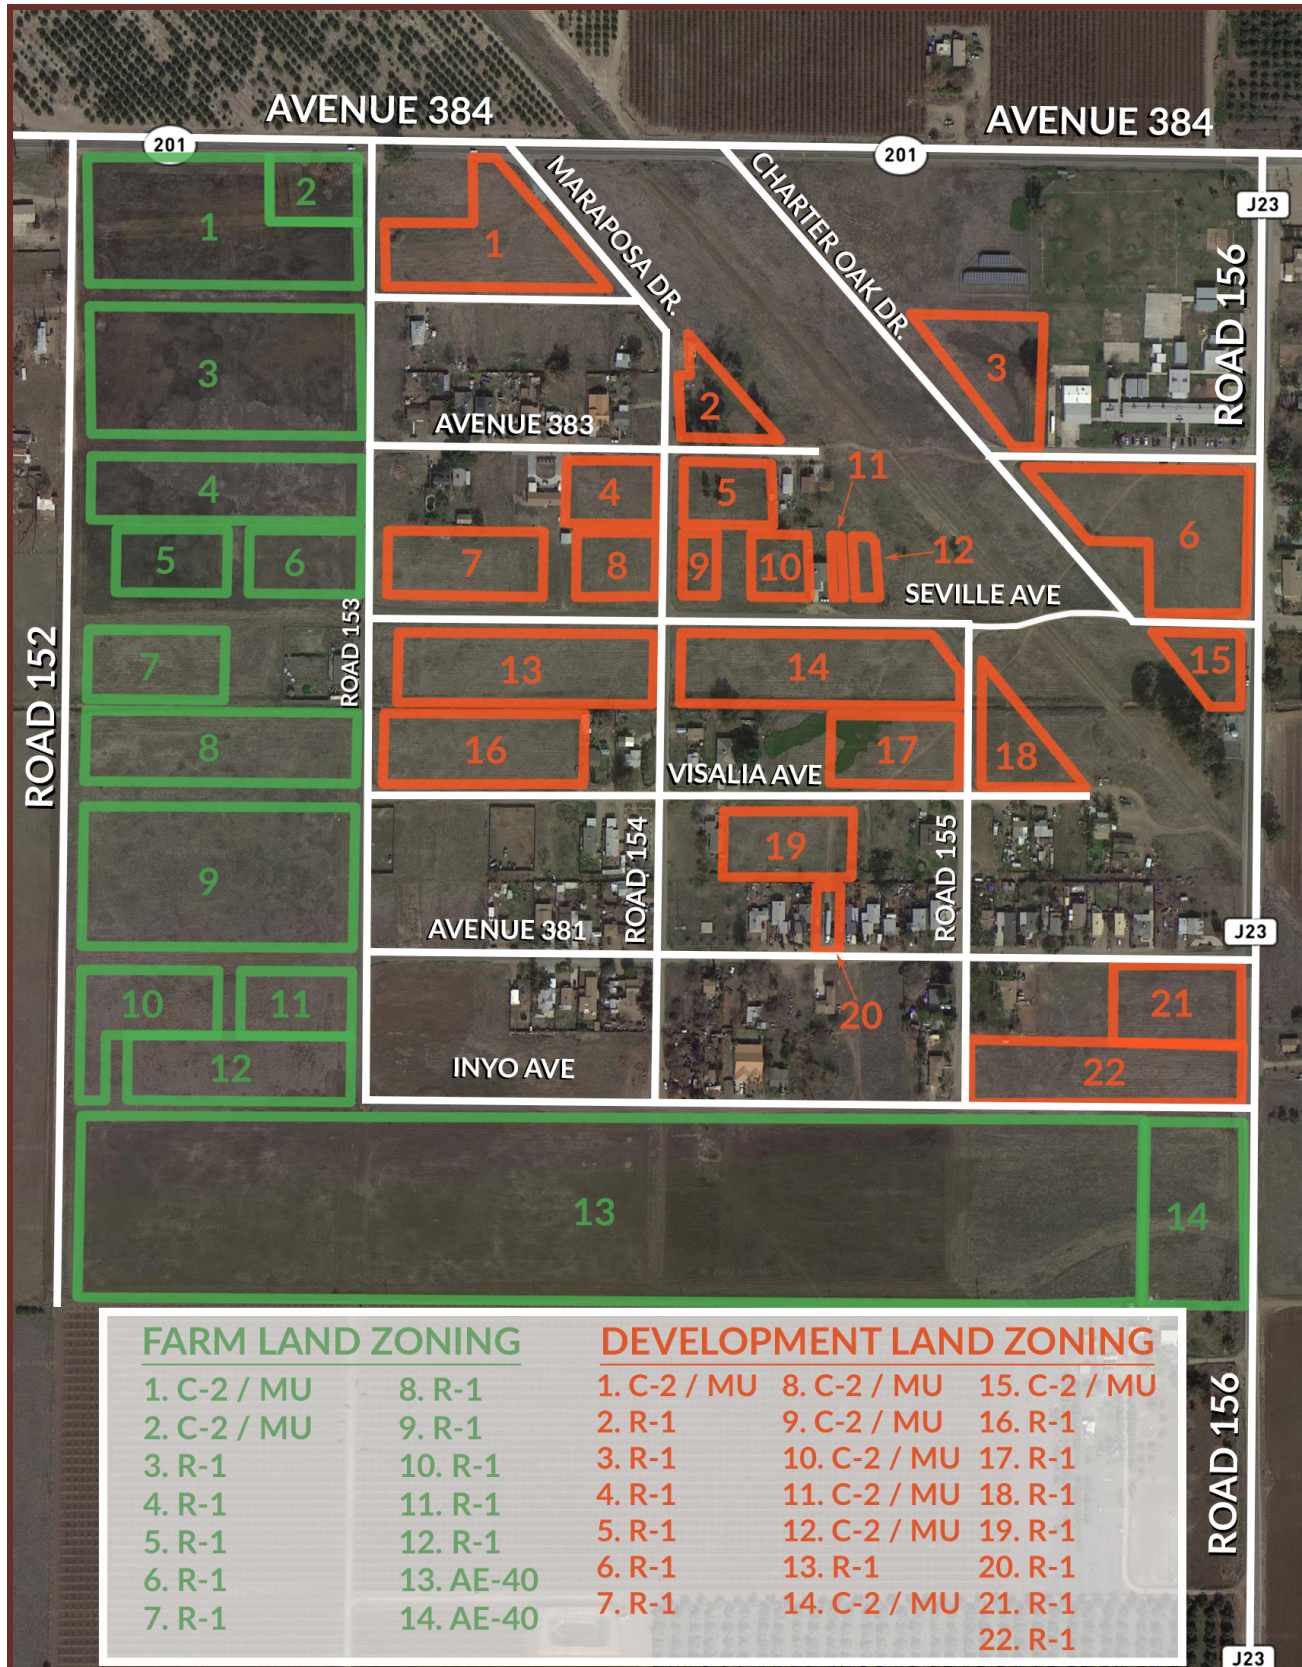 AVENUE 384
AVENUE 384
201
201
MARAPOSA DR.
CHARTER OAK DR.
J23
ROAD 156
1
2
1
3
3
2
AVENUE 383
4
4
5
11
6
5
6
7
8
9
10
12
SEVILLE AVE
ROAD 153
ROAD 152
7
13
14
15
8
16
17
18
VISALIA AVE
9
19
ROAD 154
ROAD 155
AVENUE 381
J23
10
11
20
21
12
INYO AVE
22
13
14
FARM LAND ZONING
1. C-2 / MU
2. C-2 / MU
3. R-1
4. R-1
5. R-1
6. R-1
7. R-1
8. R-1
9. R-1
10. R-1
11. R-1
12. R-1
13. AE-40
14. AE-40
DEVELOPMENT LAND ZONING
1. C-2 / MU
2. R-1
3. R-1
4. R-1
5. R-1
6. R-1
7. R-1
8. C-2 / MU
9. C-2 / MU
10. C-2 / MU
11. C-2 / MU
12. C-2 / MU
13. R-1
14. C-2 / MU
15. C-2 / MU
16. R-1
17. R-1
18. R-1
19. R-1
20. R-1
21. R-1
22. R-1
ROAD 156
J23